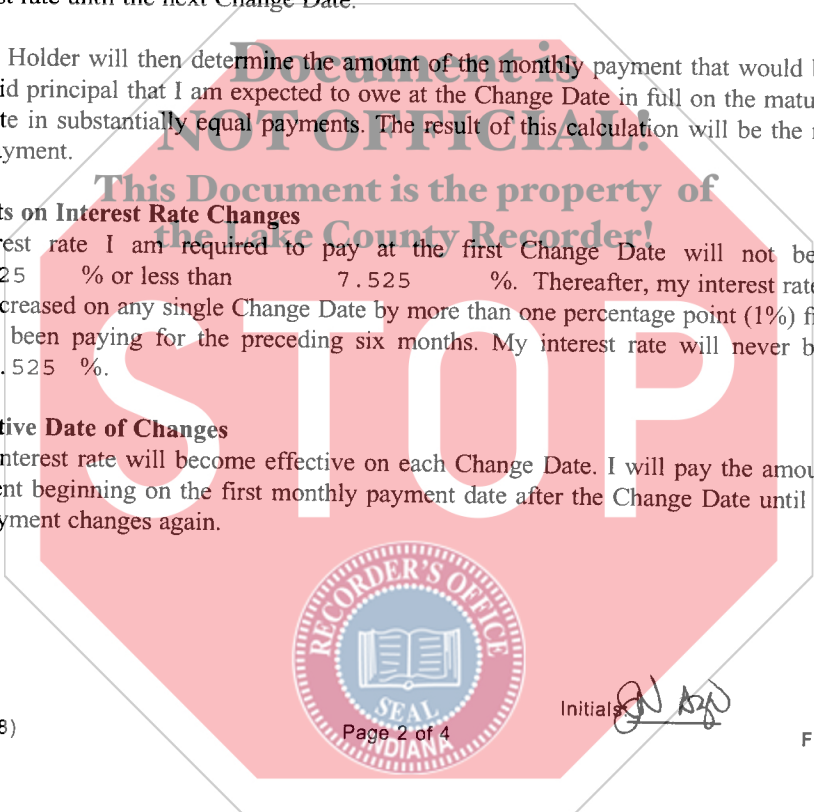 st rate until the next Change Date.
Document is
Holder will then determine the amount of the monthly payment that would b
id principal that I am expected to owe at the Change Date in full on the matu
NOT OFFICIAL!
te in substantially equal payments. The result of this calculation will be the
yment.
This Document is the property of
ts on Interest Rate Changes
the Lake County Recorder!
rest rate I am required to pay at the first Change Date will not be
25 % or less than 7.525 %. Thereafter, my interest rate
creased on any single Change Date by more than one percentage point (1%) f
been paying for the preceding six months. My interest rate will never b
.525 %.
STOP
tive Date of Changes
nterest rate will become effective on each Change Date. I will pay the amou
nt beginning on the first monthly payment date after the Change Date until
yment changes again.
RECORDER'S OFFICE
SEAL
INDIANA
Initials:
8)
Page 2 of 4
F